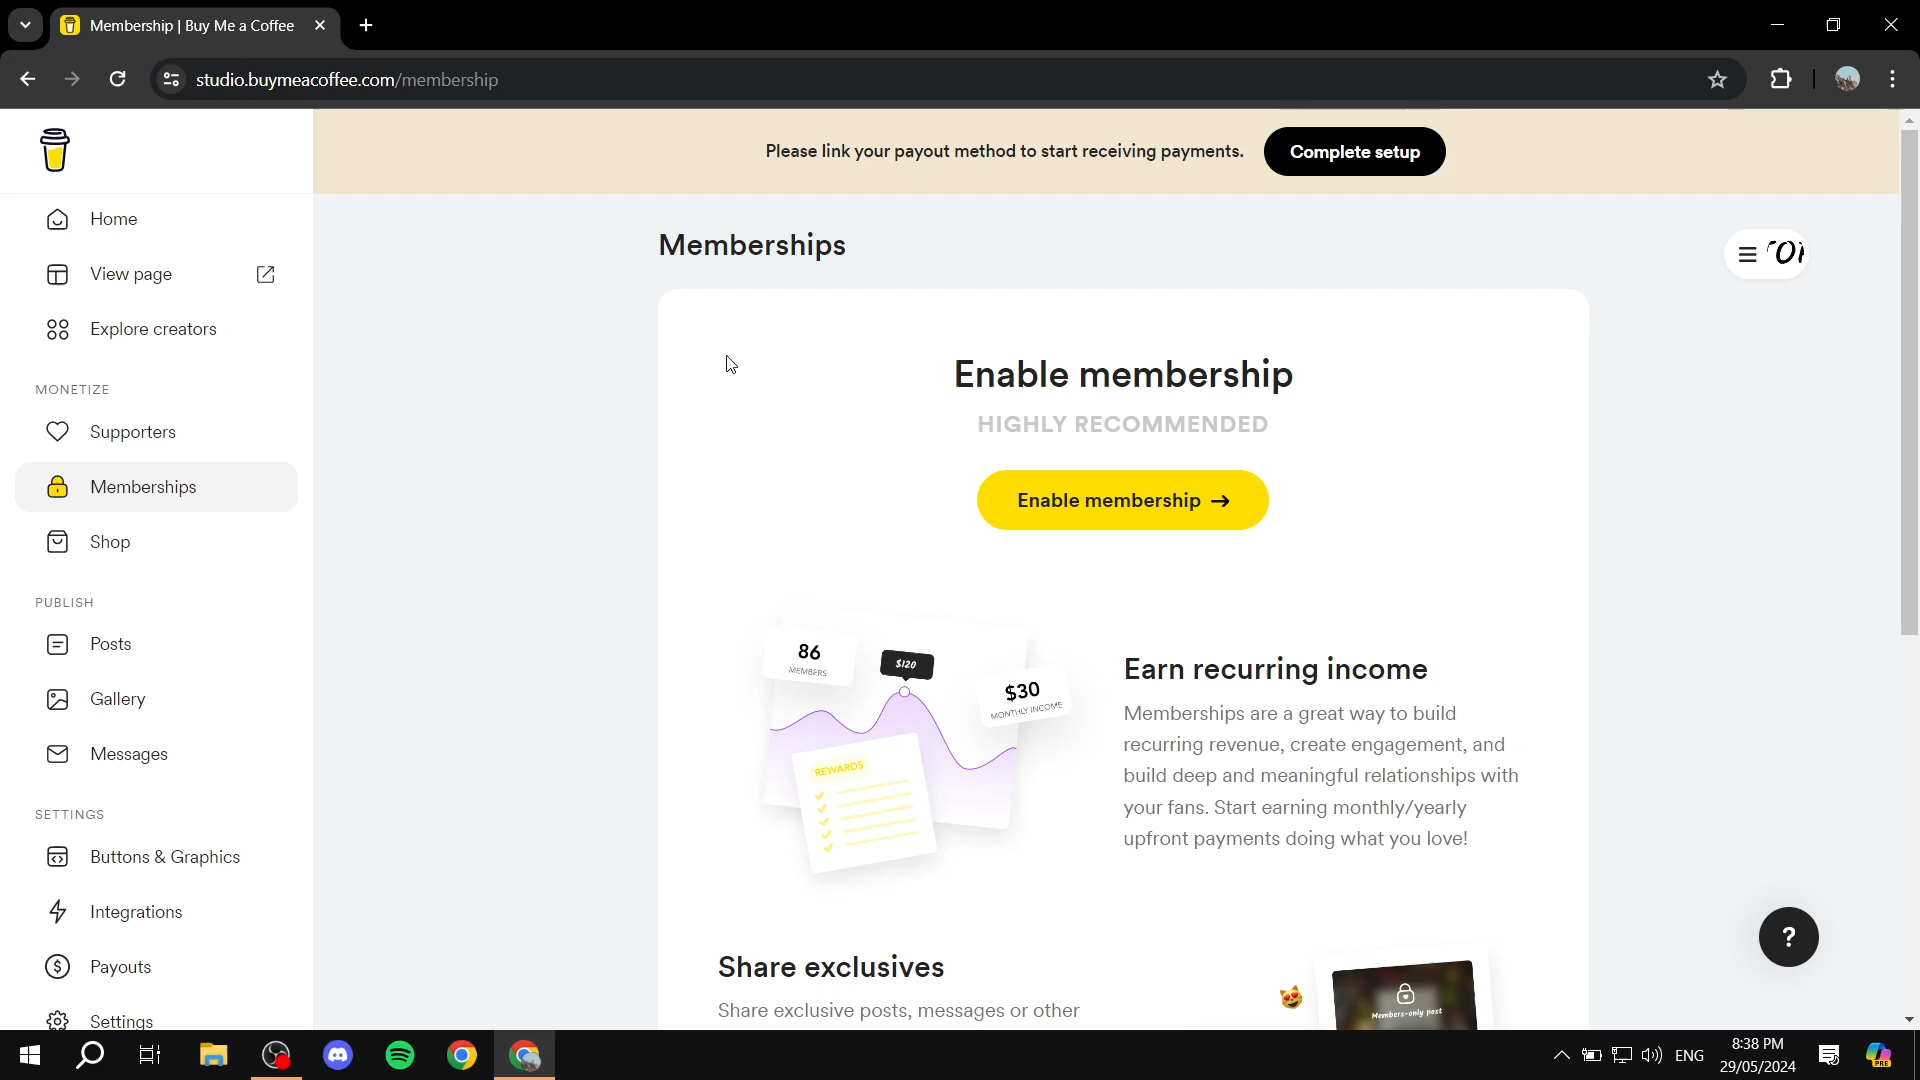 Membership | Buy Me a Coffee
studio.buymeacoffee.com/membership
Please link your payout method to start receiving payments.
Complete setup
Home
View page
Explore creators
MONETIZE
Supporters
Memberships
Shop
PUBLISH
Posts
Gallery
Messages
SETTINGS
Buttons & Graphics
Integrations
Payouts
Settings
Memberships
Enable membership
HIGHLY RECOMMENDED
Enable membership →
86
MEMBERS
$120
$30
MONTHLY INCOME
REWARDS
Earn recurring income
Memberships are a great way to build
recurring revenue, create engagement, and
build deep and meaningful relationships with
your fans. Start earning monthly/yearly
upfront payments doing what you love!
Share exclusives
Share exclusive posts, messages or other
Members-only post
?
ENG
8:38 PM
29/05/2024
PRE